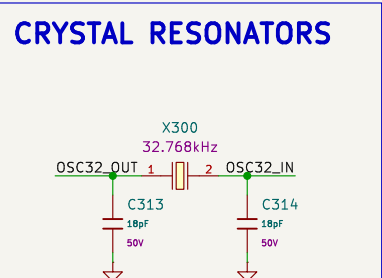 CRYSTAL RESONATORS
X300
32.768kHz
OSC32_OUT 1 2 OSC32_IN
C313 C314
18pF 18pF
50V 50V